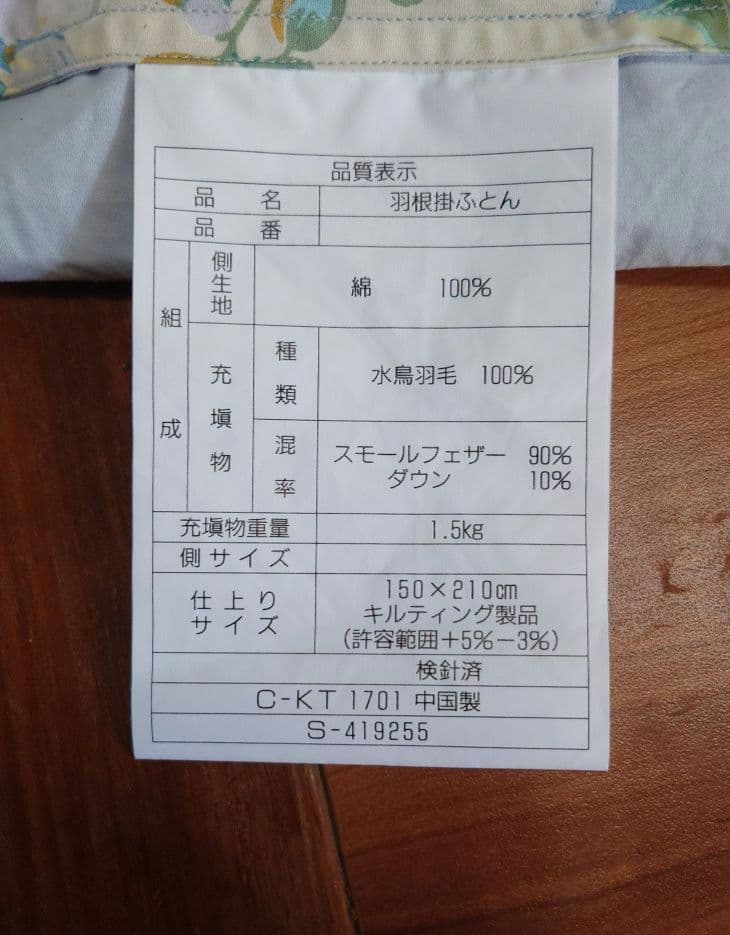 品質表示
品 名 羽根掛ふとん
品 番
組成 側生地 綿 100%
充填物 種類 水鳥羽毛 100%
混率 スモールフェザー 90%
ダウン 10%
充填物重量 1.5kg
側サイズ
仕上りサイズ 150×210cm
キルティング製品
(許容範囲+5%-3%)
検針済
C-KT 1701 中国製
S-419255